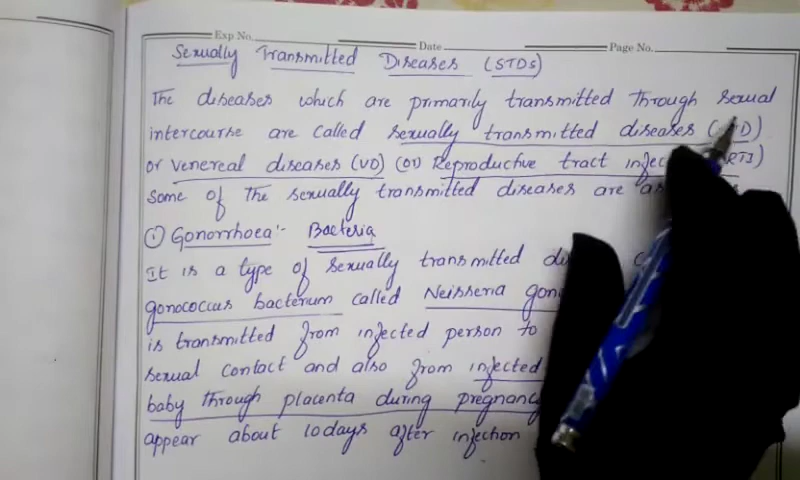 Exp No.
Date
Page No.
Sexually Transmitted Diseases (STDs)
The diseases which are primarily transmitted through sexual
intercourse are called sexually transmitted diseases
or venereal diseases (VD) (or) Reproductive tract
Some of the sexually transmitted diseases are
① Gonorrhoea:- Bacteria
It is a type of sexually transmitted
gonococcus bacterium called Neisseria
is transmitted from infected person to
sexual contact and also from infected
baby through placenta during pregnancy
appear about 10 days after infection